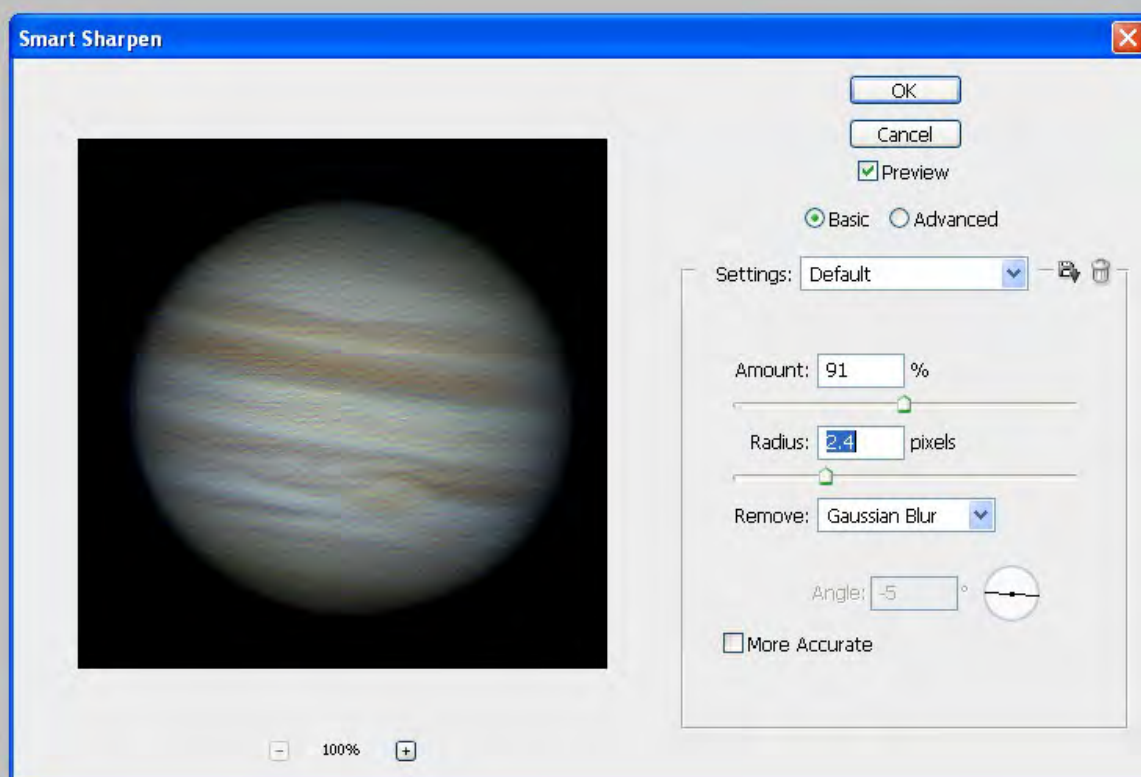 Smart Sharpen
OK
Cancel
Preview
Basic Advanced
Settings: Default
Amount: 91 %
Radius: 2.4 pixels
Remove: Gaussian Blur
Angle: -5 °
More Accurate
- 100% +